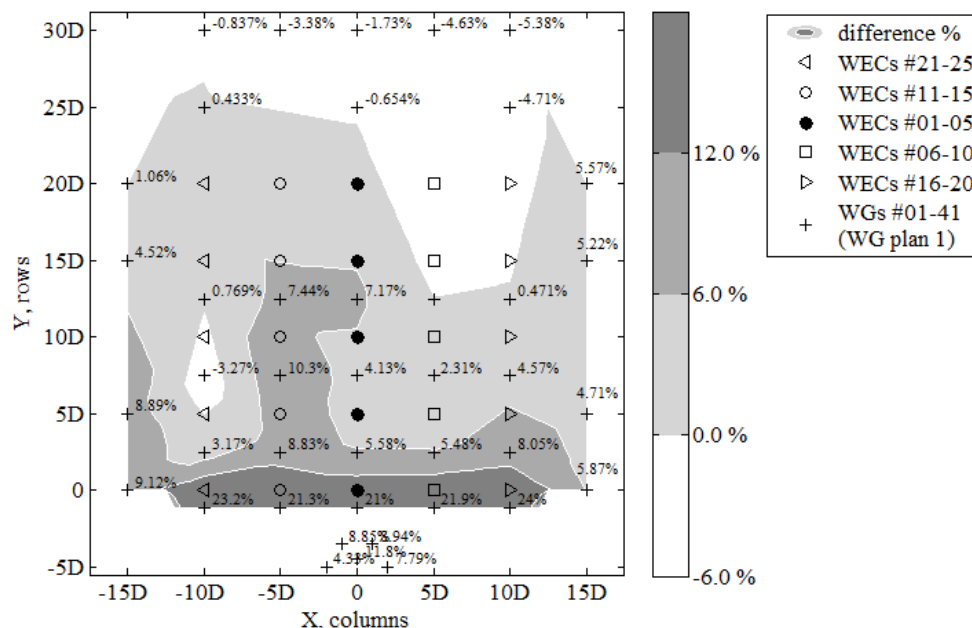 30D
-0.837% -3.38% -1.73% -4.63% -5.38%
25D
0.433% -0.654% -4.71%
20D
1.06% 5.57%
15D
4.52% 5.22%
0.769% 7.44% 7.17% 0.471%
10D
-3.27% 10.3% 4.13% 2.31% 4.57%
5D
8.89% 4.71%
3.17% 8.83% 5.58% 5.48% 8.05%
0
9.12% 5.87%
23.2% 21.3% 21% 21.9% 24%
8.85% 8.94%
11.8%
-5D
7.79%
-15D -10D -5D 0 5D 10D 15D
X, columns
Y, rows
12.0 %
6.0 %
0.0 %
-6.0 %
difference %
WECs #21-25
WECs #11-15
WECs #01-05
WECs #06-10
WECs #16-20
WGs #01-41
(WG plan 1)